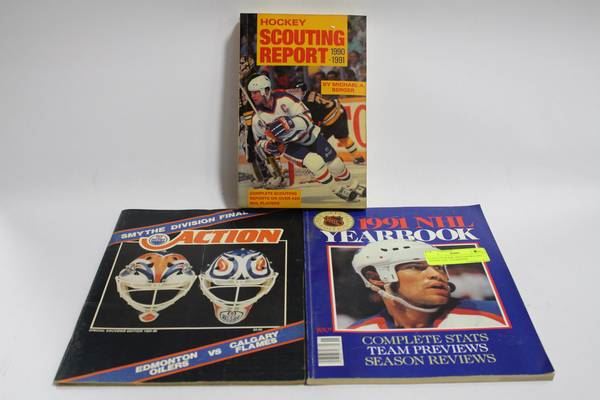 HOCKEY
SCOUTING
REPORT
1990
-1991
BY MICHAEL A.
BERGER
COMPLETE SCOUTING
REPORTS ON OVER 400
NHL PLAYERS
SMYTHE DIVISION FINAL
ACTION
EDMONTON
OILERS
VS
CALGARY
FLAMES
1991 NHL
YEARBOOK
COMPLETE STATS
TEAM PREVIEWS
SEASON REVIEWS